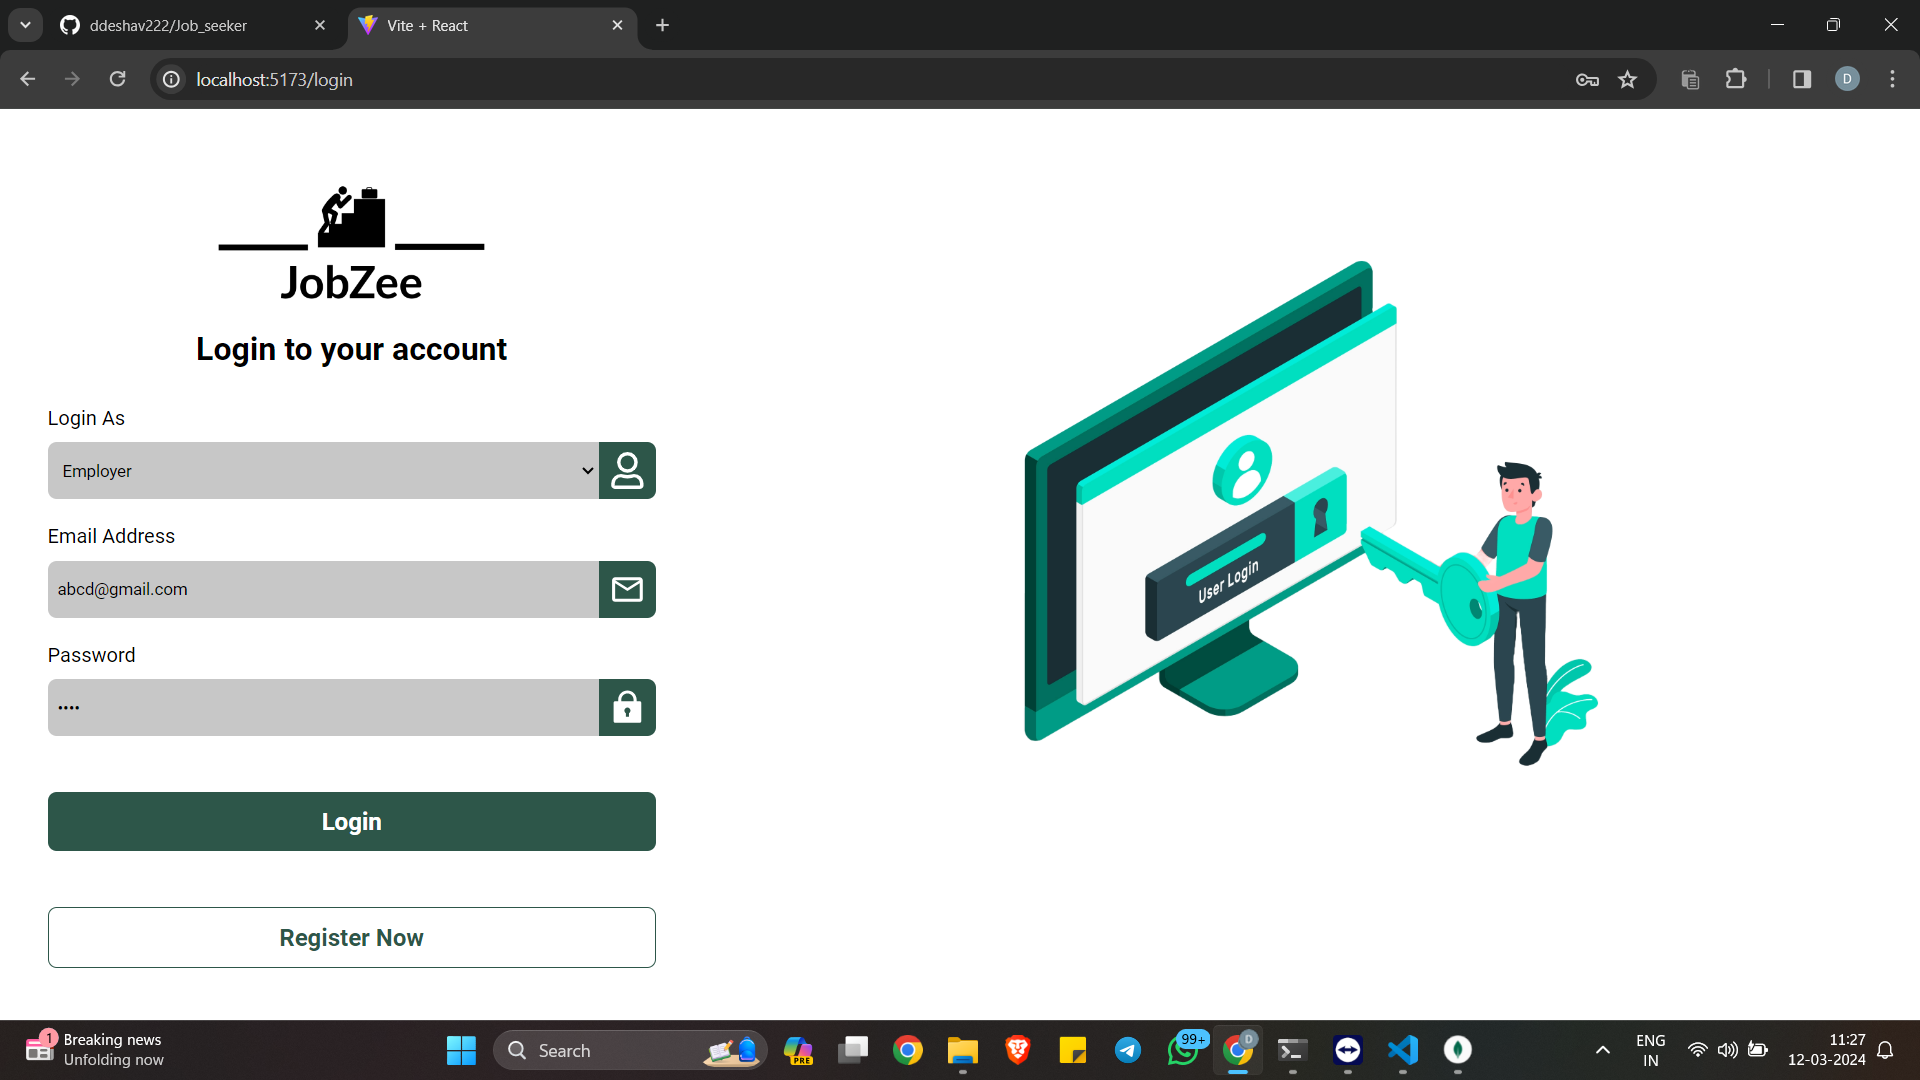 ddeshav222/Job_seeker
Vite + React
localhost:5173/login
D
JobZee
Login to your account
Login As
Employer
Email Address
abcd@gmail.com
Password
••••
Login
Register Now
User Login
1
Breaking news
Unfolding now
Search
PRE
99+
D
ENG
IN
11:27
12-03-2024